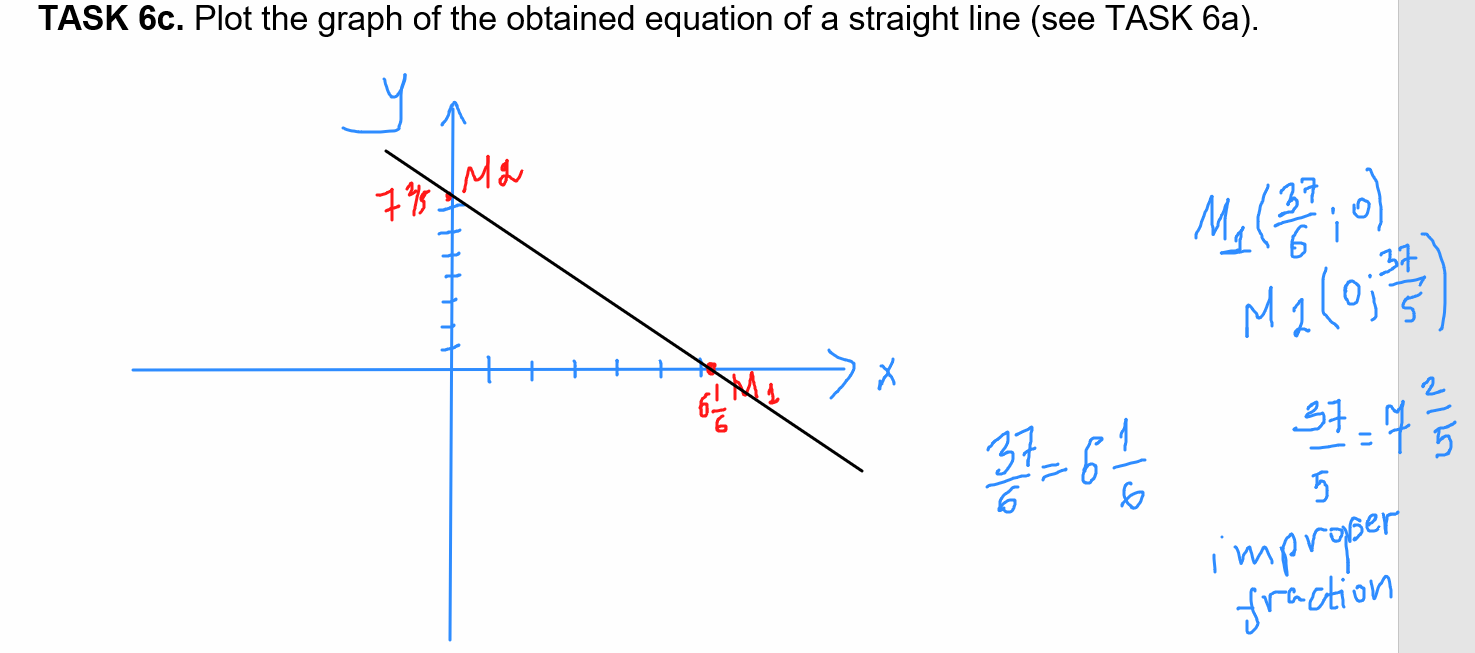 TASK 6c. Plot the graph of the obtained equation of a straight line (see TASK 6a).
y
M2
7 2/5
M1(37/6; 0)
M2(0; 37/5)
x
M1
6 1/6
37/6 = 6 1/6
37/5 = 7 2/5
improper
fraction